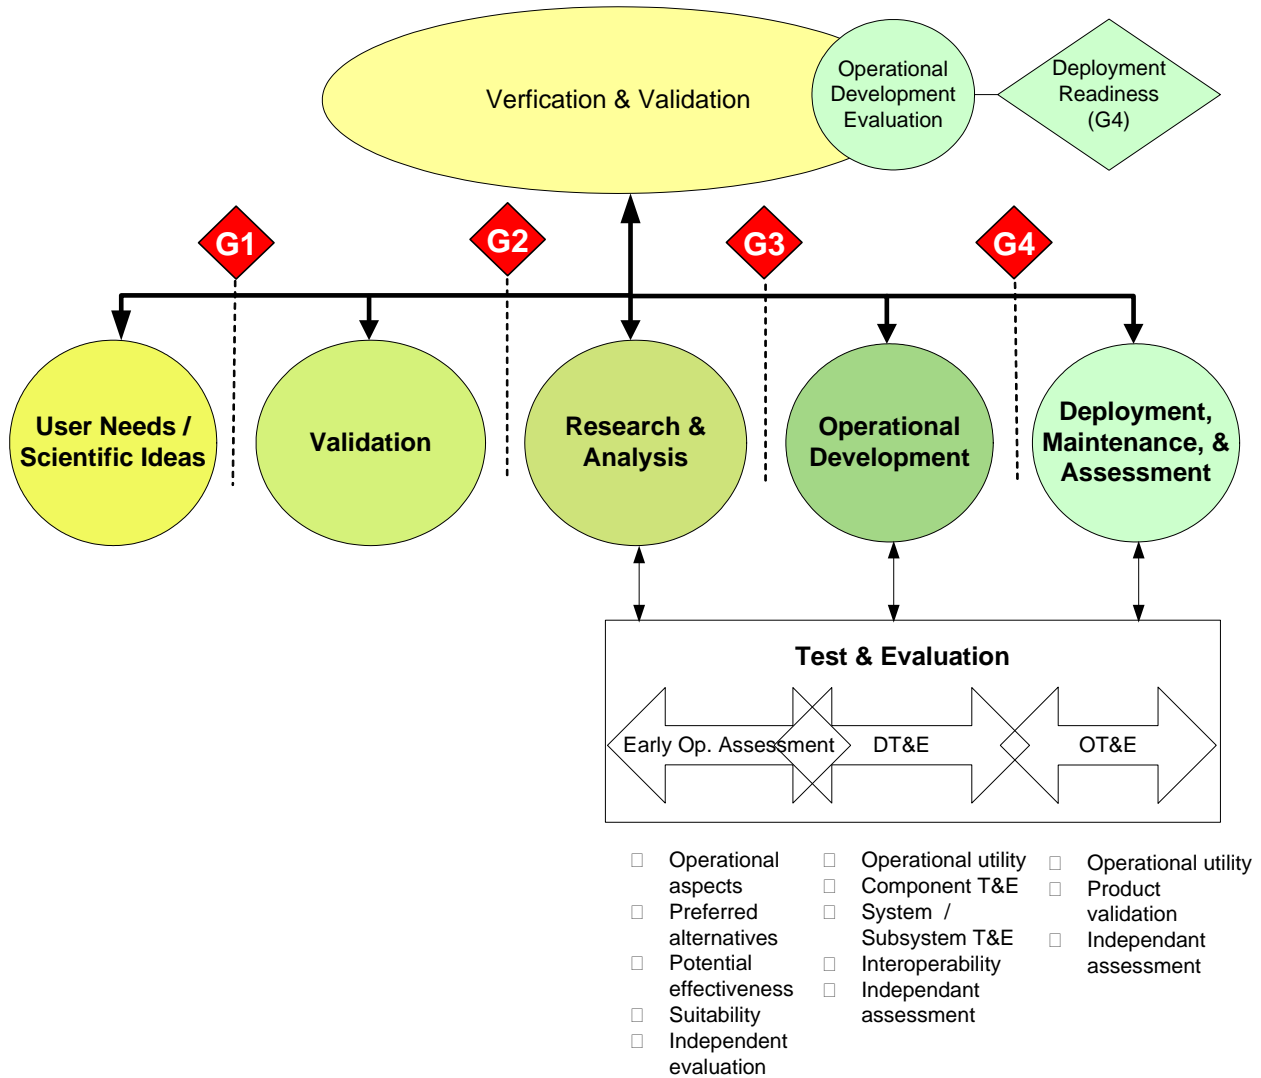 Verfication & Validation
Operational
Development
Evaluation
Deployment
Readiness
(G4)
G1
G2
G3
G4
User Needs /
Scientific Ideas
Validation
Research &
Analysis
Operational
Development
Deployment,
Maintenance, &
Assessment
Test & Evaluation
Early Op. Assessment
DT&E
OT&E
Operational
aspects
Preferred
alternatives
Potential
effectiveness
Suitability
Independent
evaluation
Operational utility
Component T&E
System /
Subsystem T&E
Interoperability
Independant
assessment
Operational utility
Product
validation
Independant
assessment